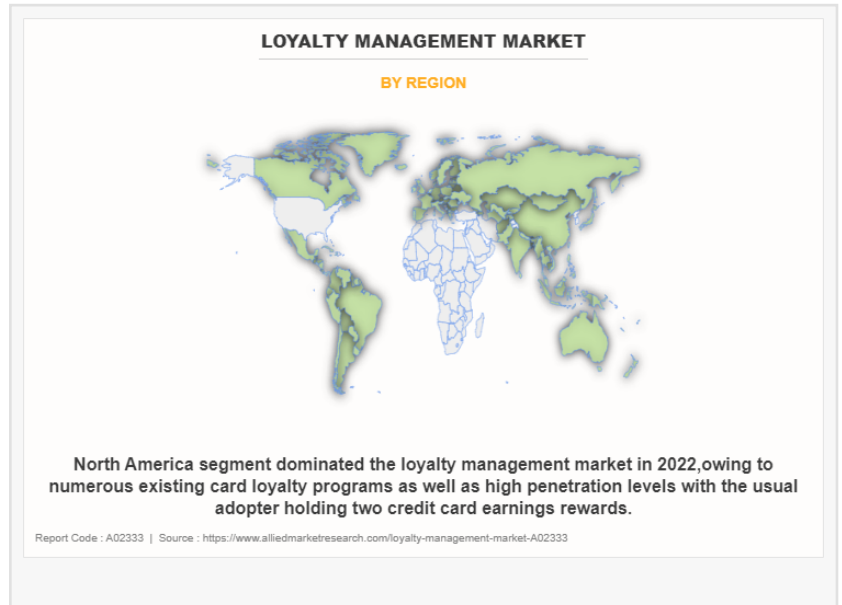 LOYALTY MANAGEMENT MARKET
BY REGION
North America segment dominated the loyalty management market in 2022,owing to
numerous existing card loyalty programs as well as high penetration levels with the usual
adopter holding two credit card earnings rewards.
Report Code : A02333 | Source : https://www.alliedmarketresearch.com/loyalty-management-market-A02333